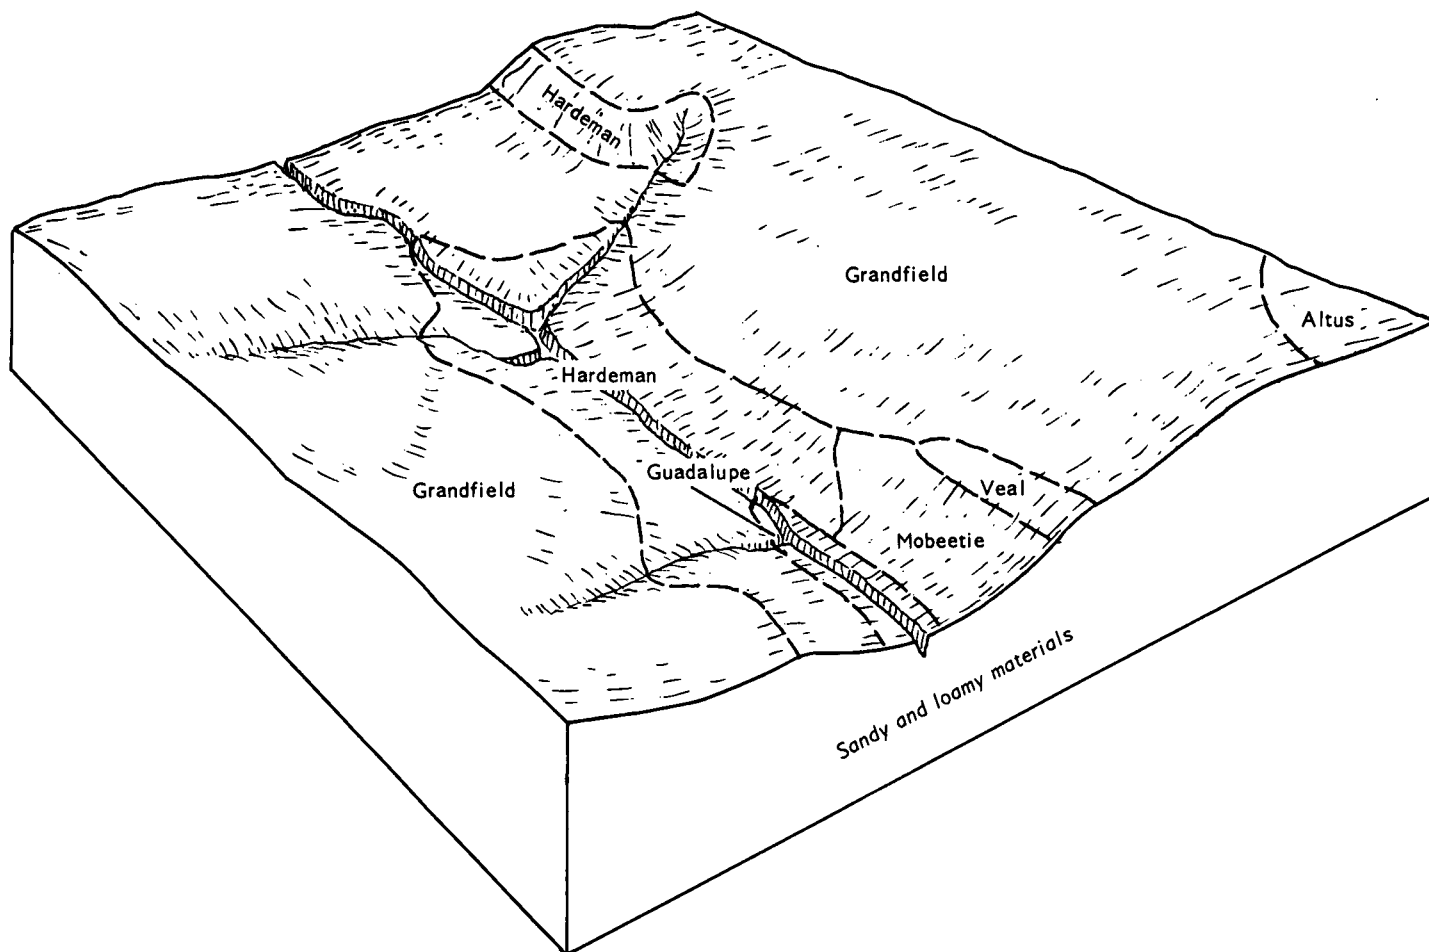 Hardeman
Grandfield
Altus
Hardeman
Guadalupe
Grandfield
Veal
Mobeetie
Sandy and loamy materials